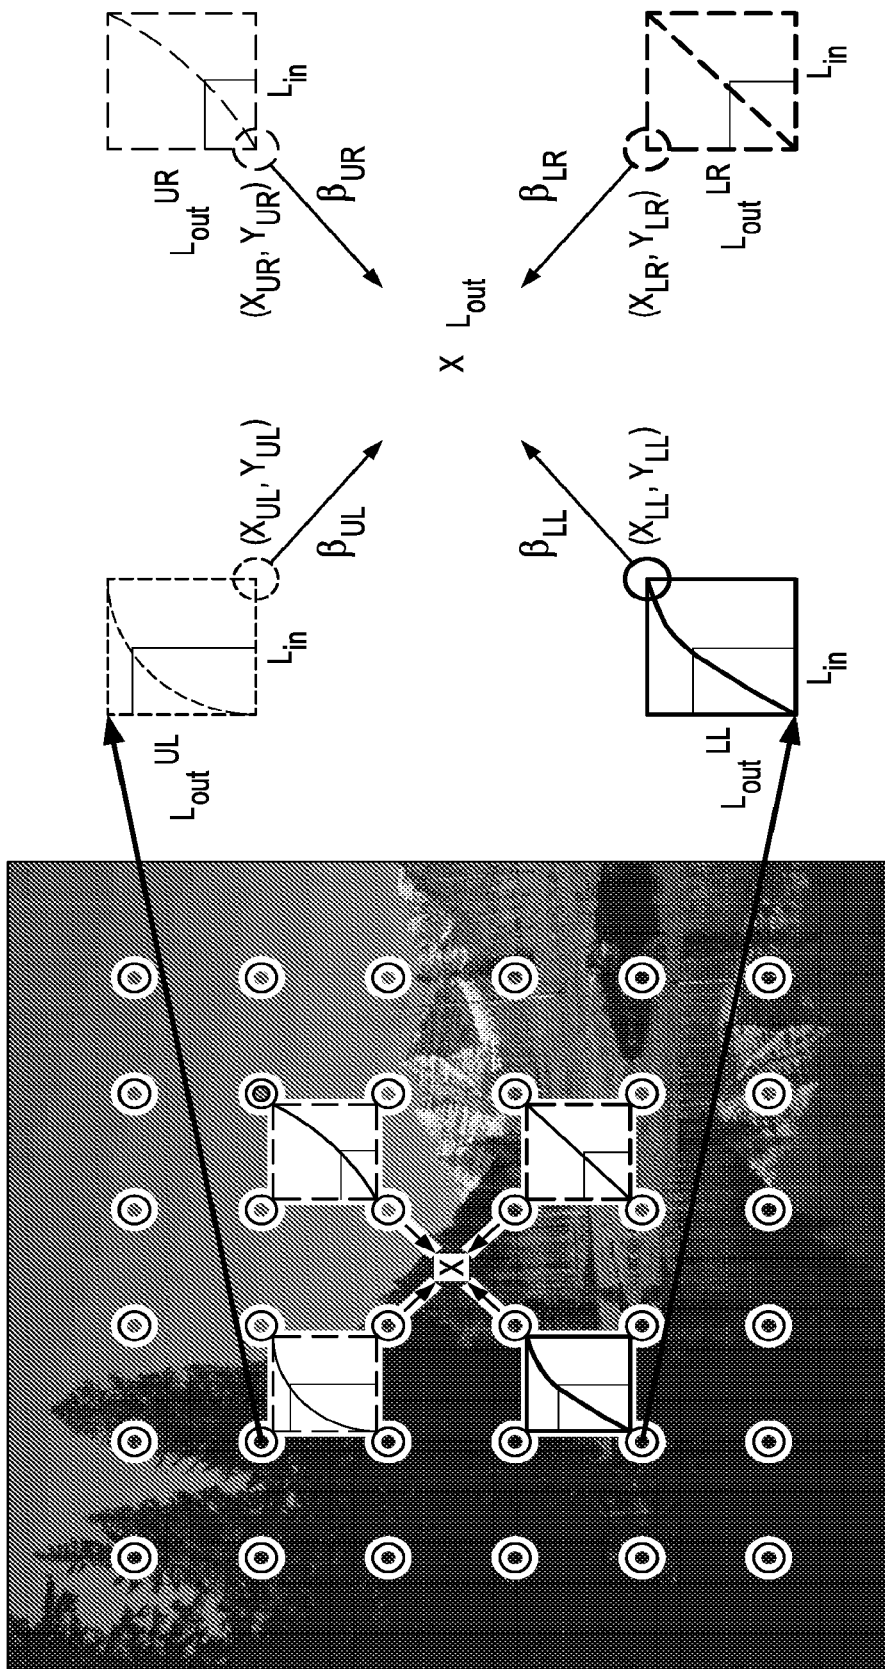 L_out^UL
L_in
(X_UL, Y_UL)
β_UL
L_out^UR
L_in
(X_UR, Y_UR)
β_UR
X
X L_out
β_LL
(X_LL, Y_LL)
L_out^LL
L_in
β_LR
(X_LR, Y_LR)
L_out^LR
L_in